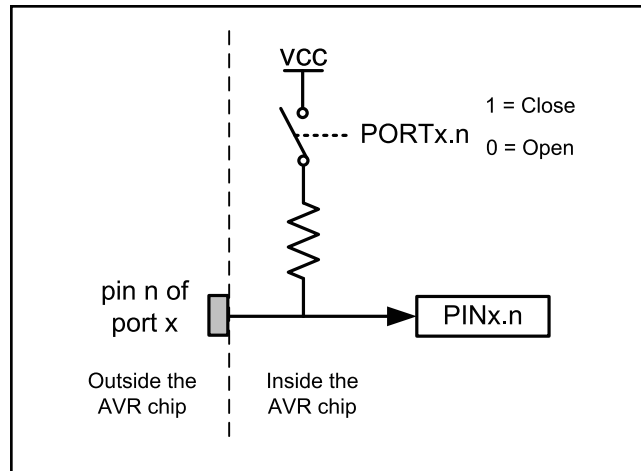 VCC
PORTx.n
1 = Close
0 = Open
pin n of
port x
PINx.n
Outside the
AVR chip
Inside the
AVR chip